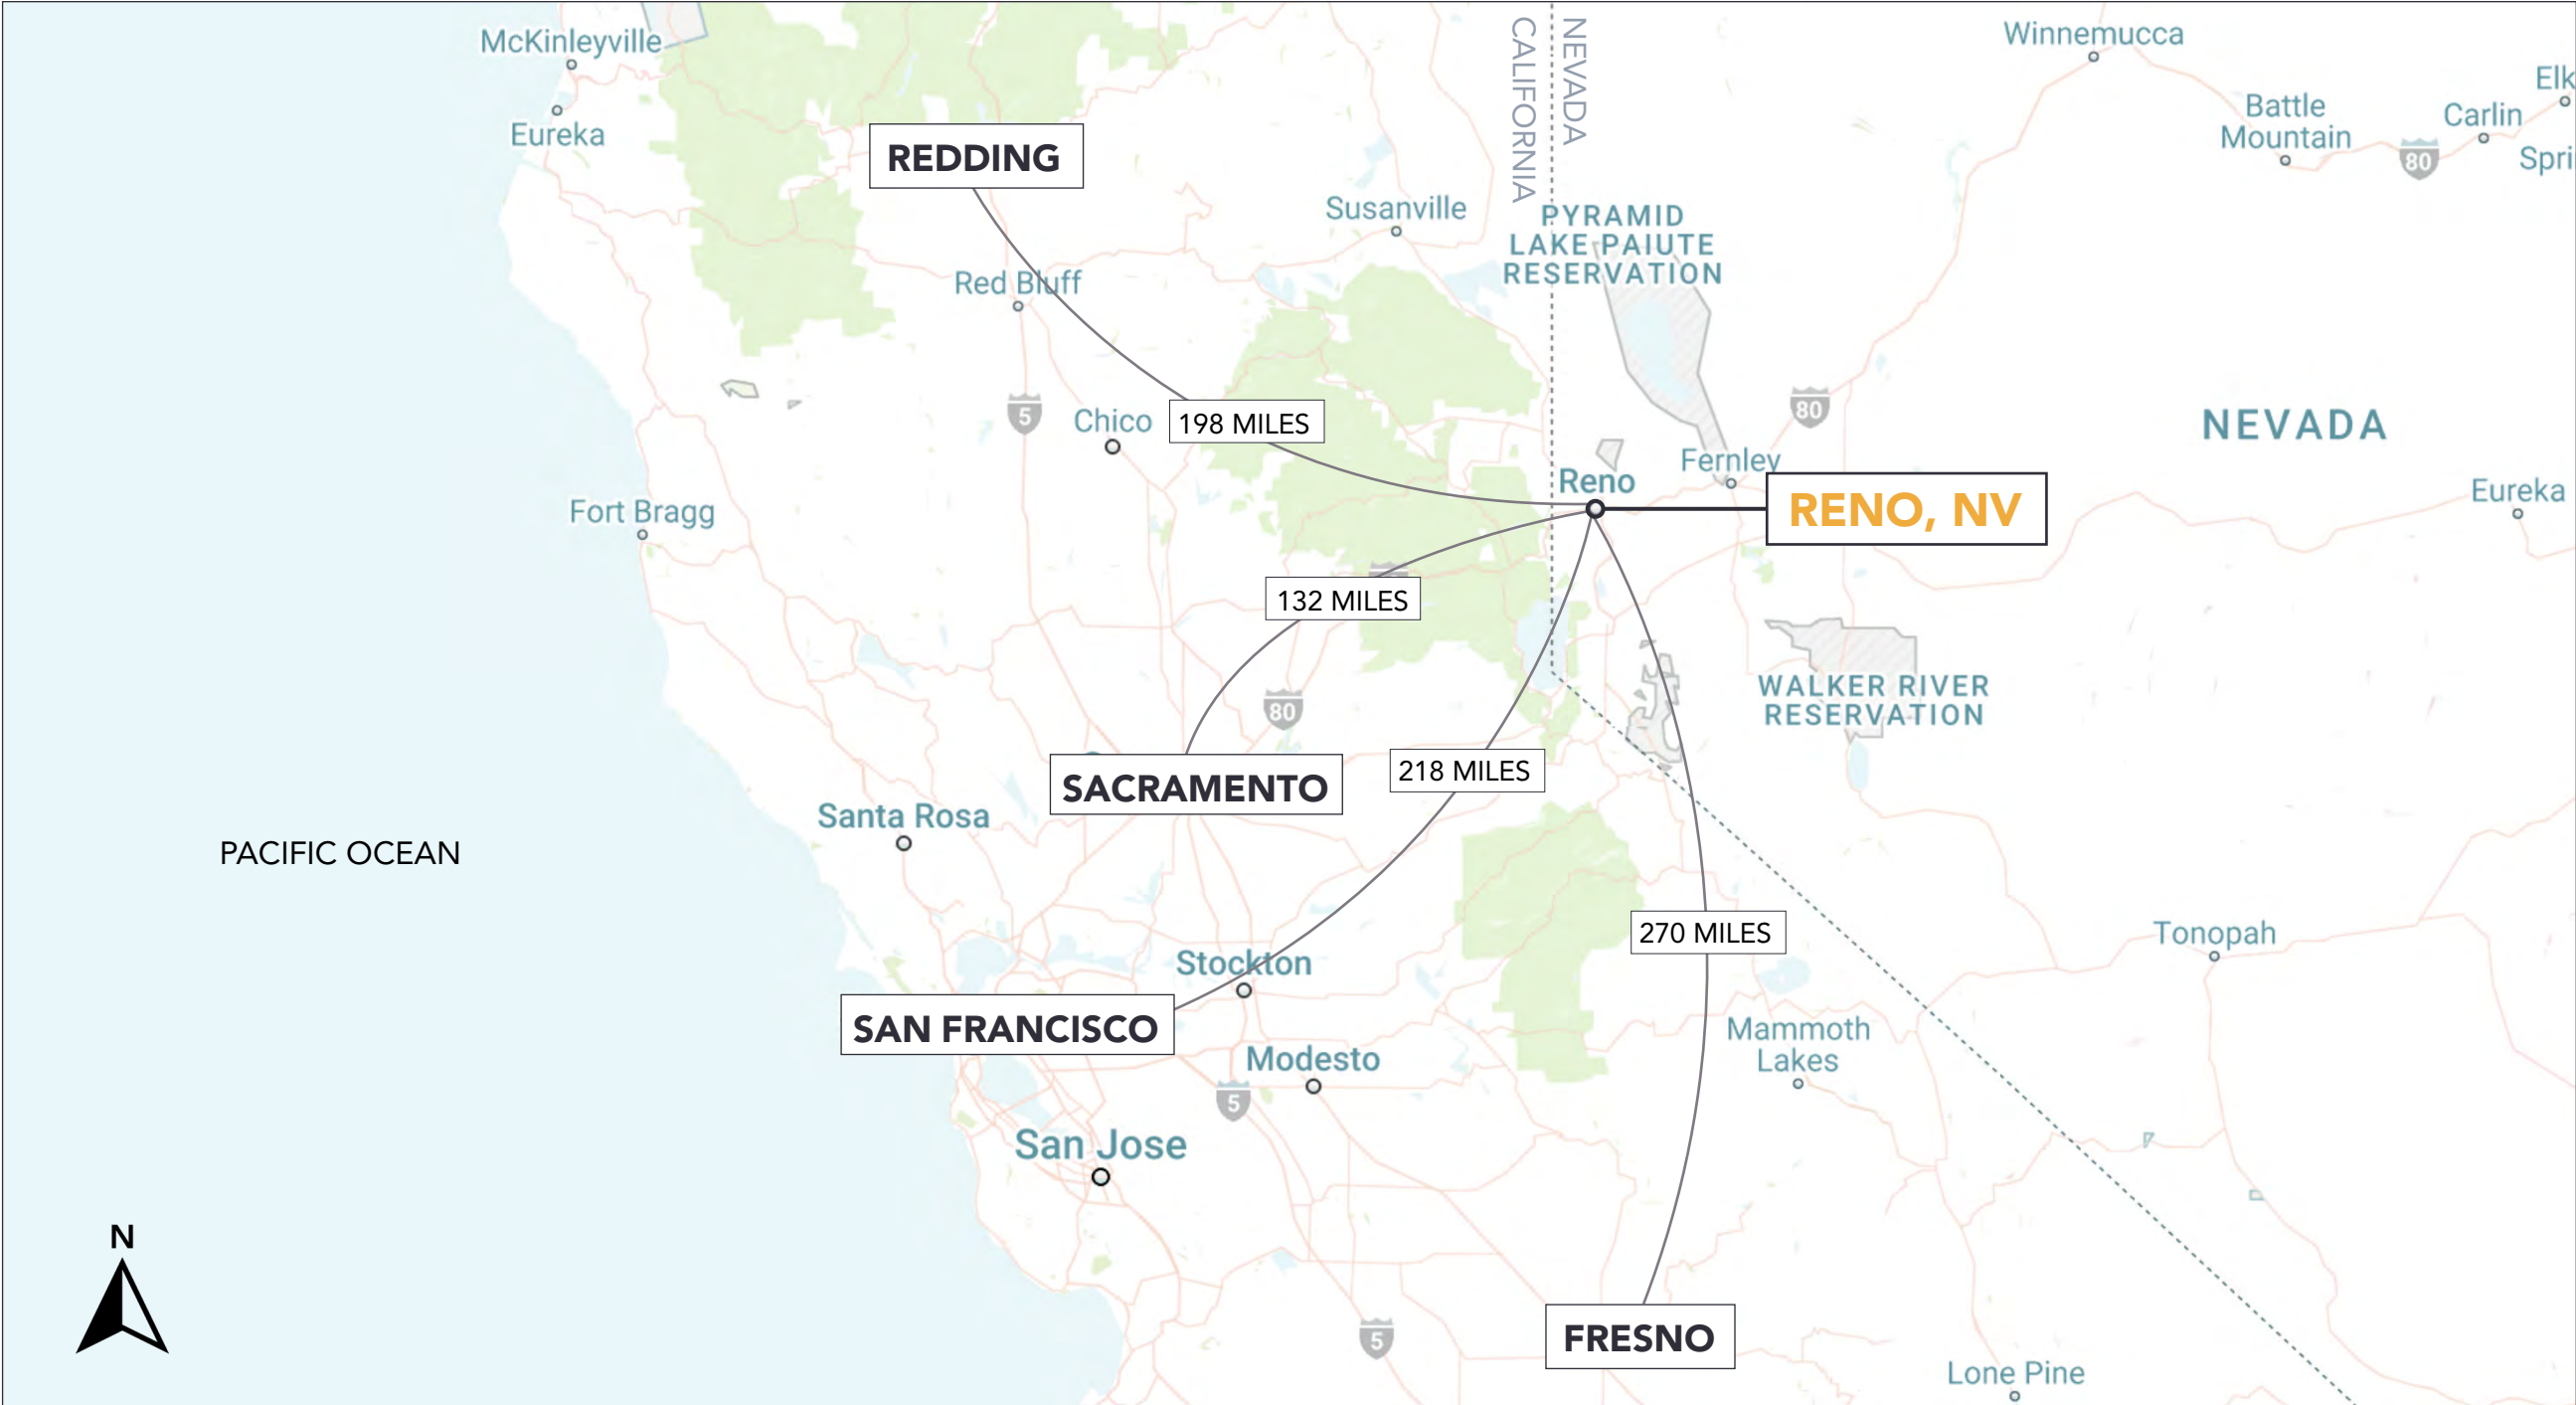 McKinleyville
Eureka
CALIFORNIA
NEVADA
Winnemucca
Battle
Mountain
Carlin
80
REDDING
Susanville
PYRAMID
LAKE PAIUTE
RESERVATION
Red Bluff
5
Chico
198 MILES
80
NEVADA
Fernley
Reno
RENO, NV
Eureka
Fort Bragg
132 MILES
80
WALKER RIVER
RESERVATION
SACRAMENTO
218 MILES
Santa Rosa
PACIFIC OCEAN
270 MILES
Tonopah
Stockton
SAN FRANCISCO
Mammoth
Lakes
Modesto
5
San Jose
N
5
FRESNO
Lone Pine